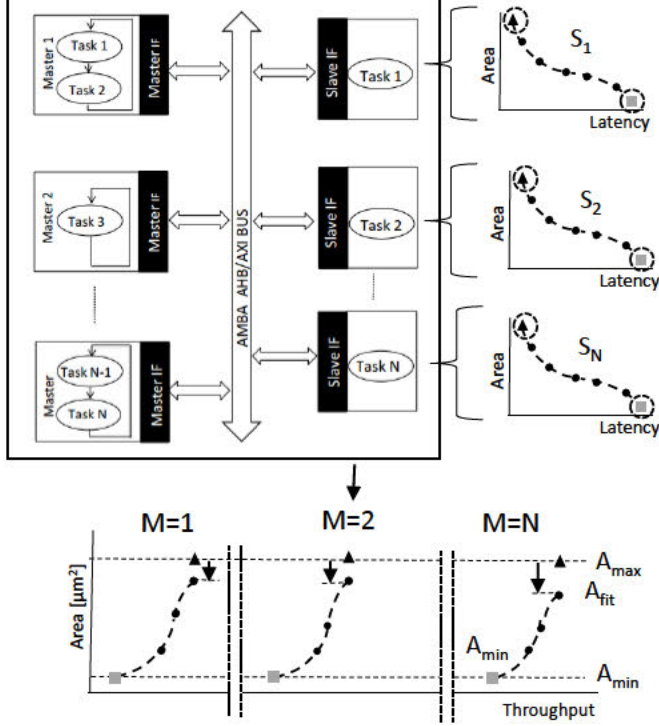 Master 1
Task 1
Task 2
Master IF
Slave IF
Task 1
Area
S1
Latency
Master 2
Task 3
Master IF
AMBA AHB/AXI BUS
Slave IF
Task 2
Area
S2
Latency
Master
Task N-1
Task N
Master IF
Slave IF
Task N
Area
SN
Latency
M=1
M=2
M=N
Area [µm²]
Amax
Afit
Amin
Amin
Throughput